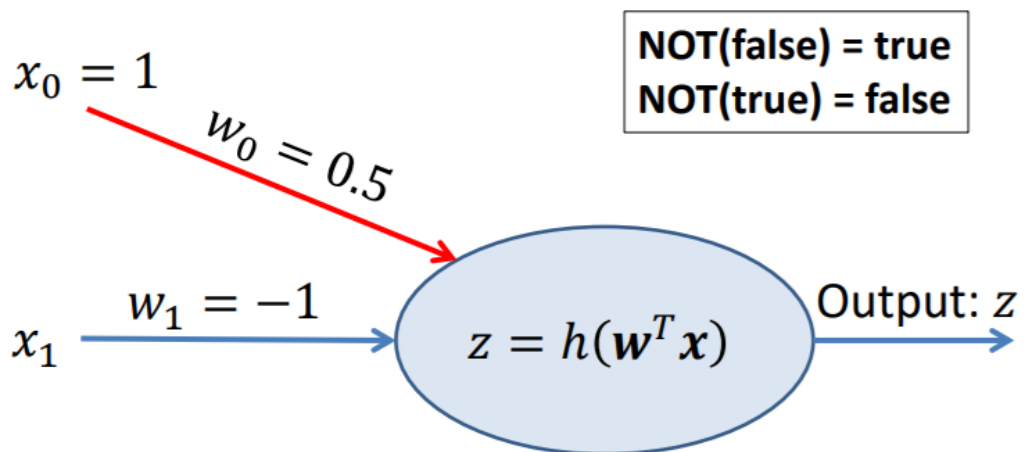 NOT(false) = true
NOT(true) = false
x₀ = 1
w₀ = 0.5
w₁ = −1
x₁
z = h(wᵀx)
Output: z